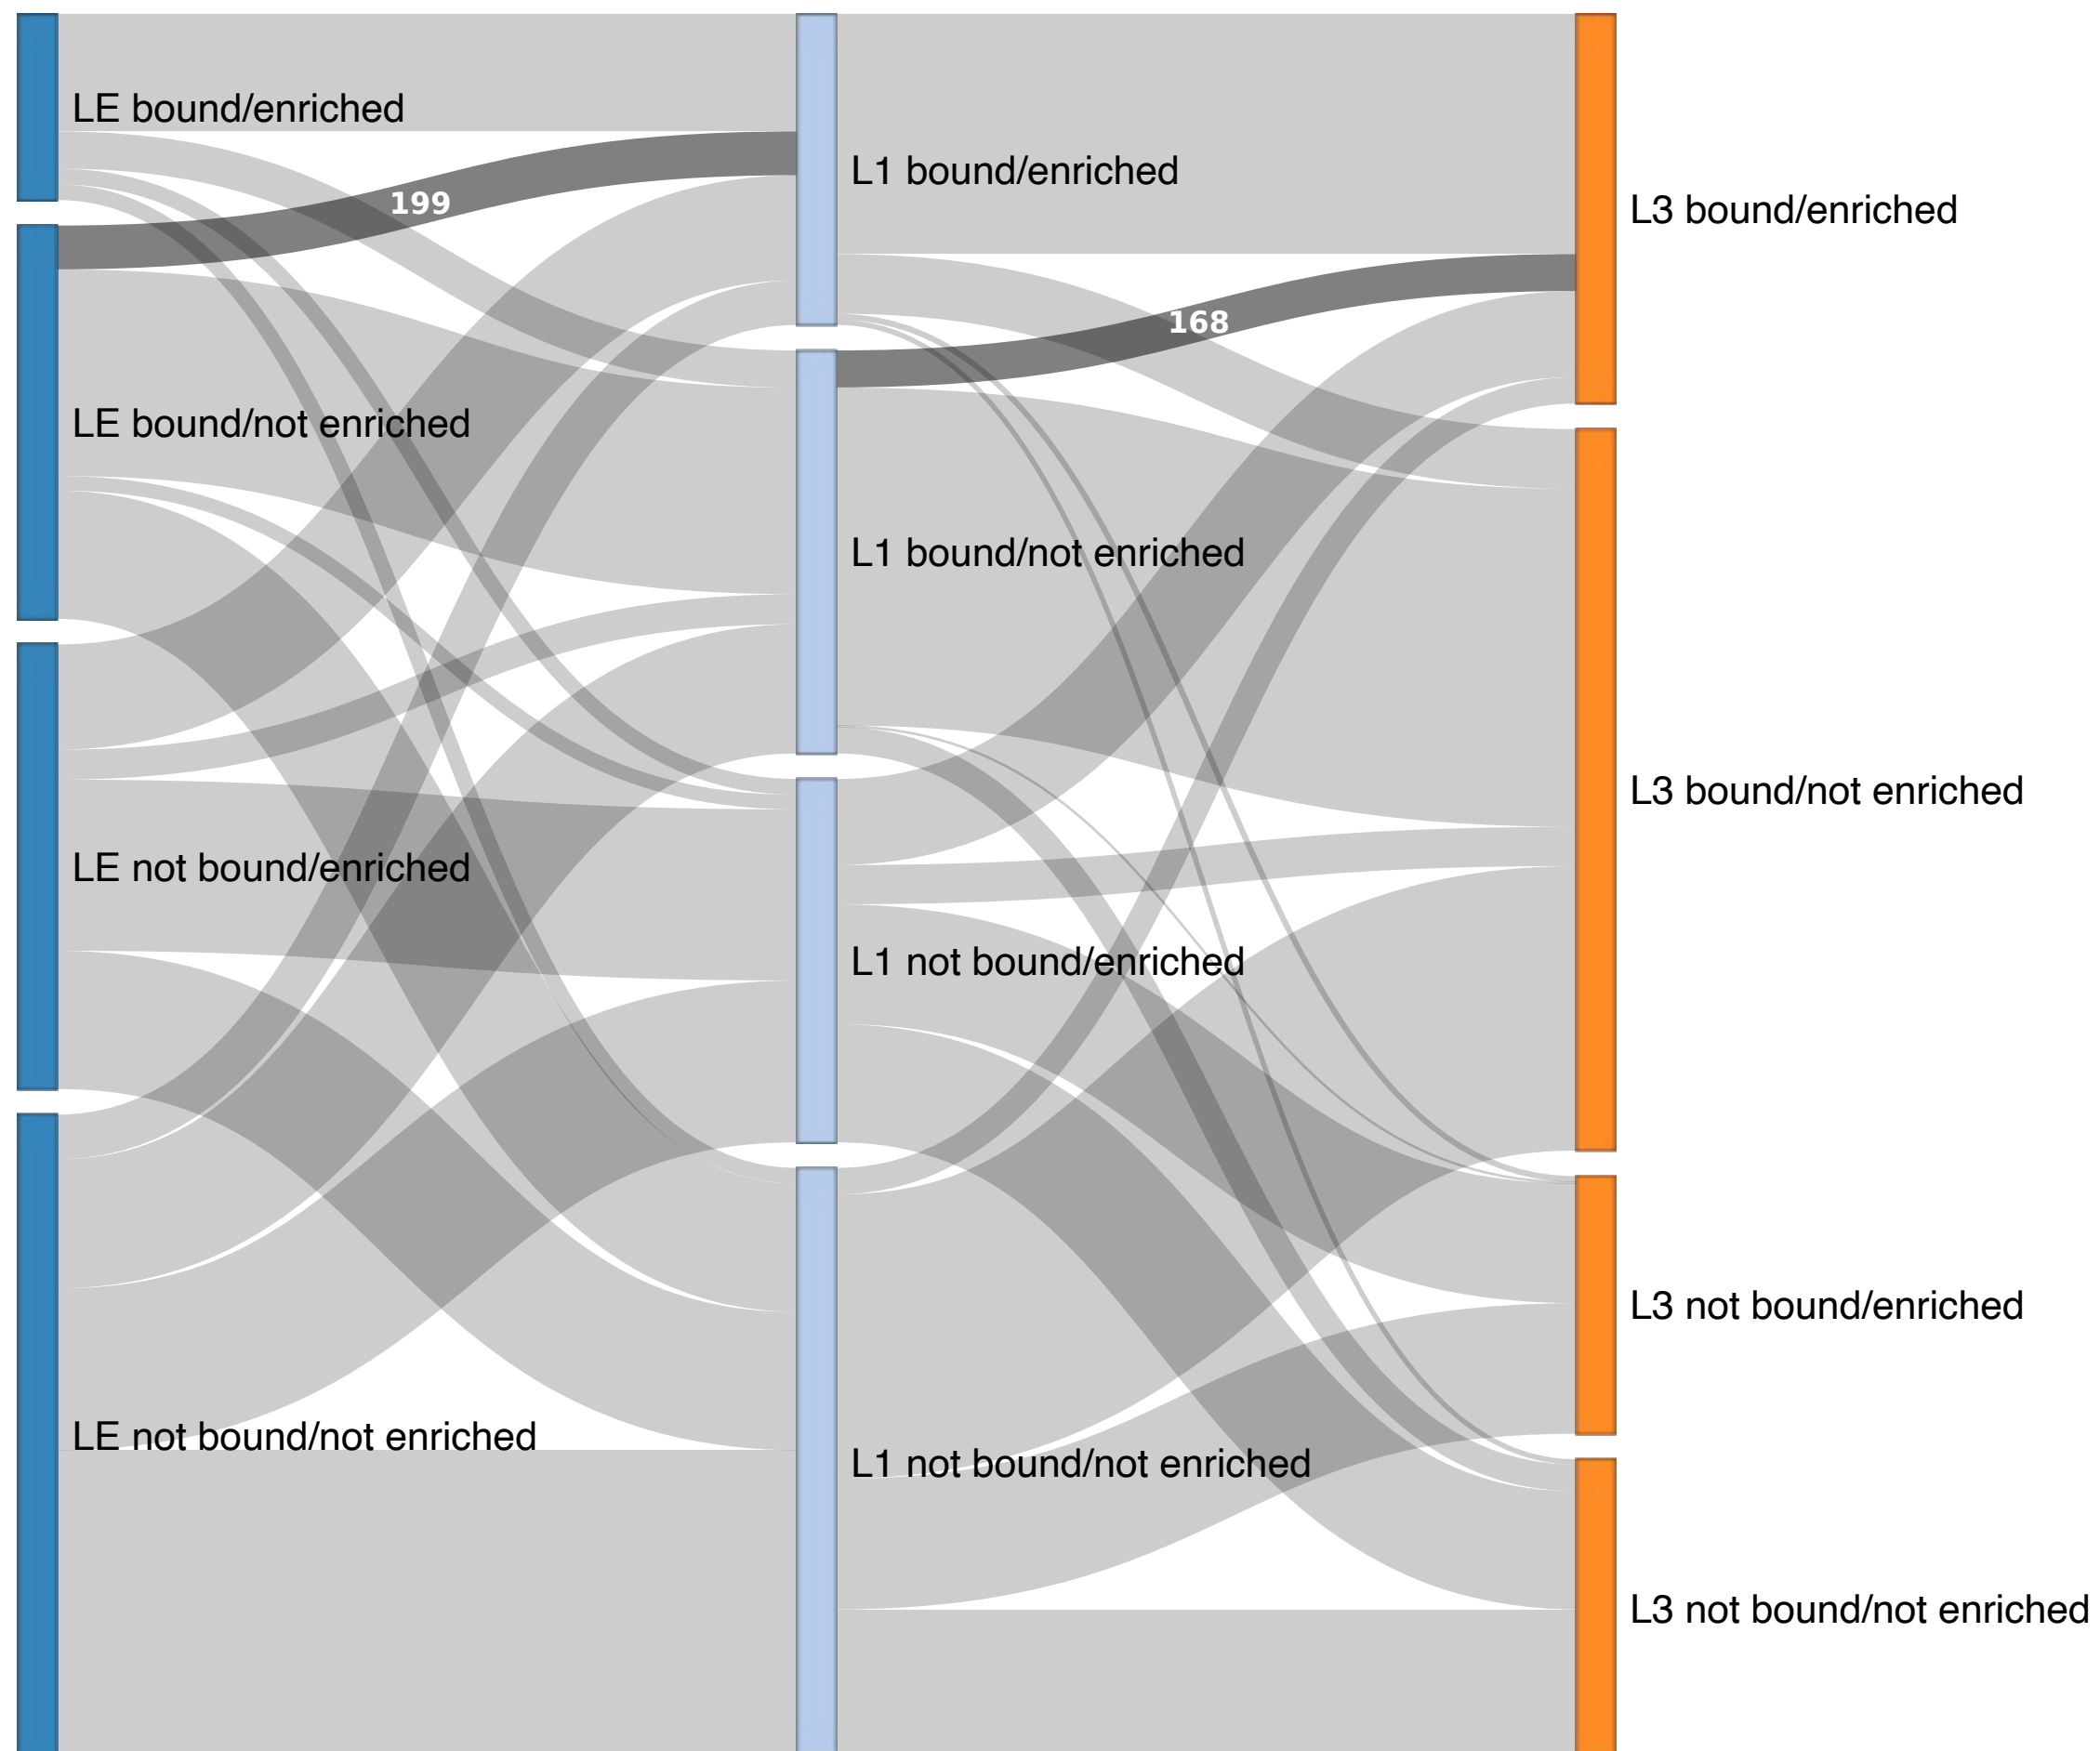 LE bound/enriched
199
LE bound/not enriched
LE not bound/enriched
LE not bound/not enriched
L1 bound/enriched
168
L1 bound/not enriched
L1 not bound/enriched
L1 not bound/not enriched
L3 bound/enriched
L3 bound/not enriched
L3 not bound/enriched
L3 not bound/not enriched